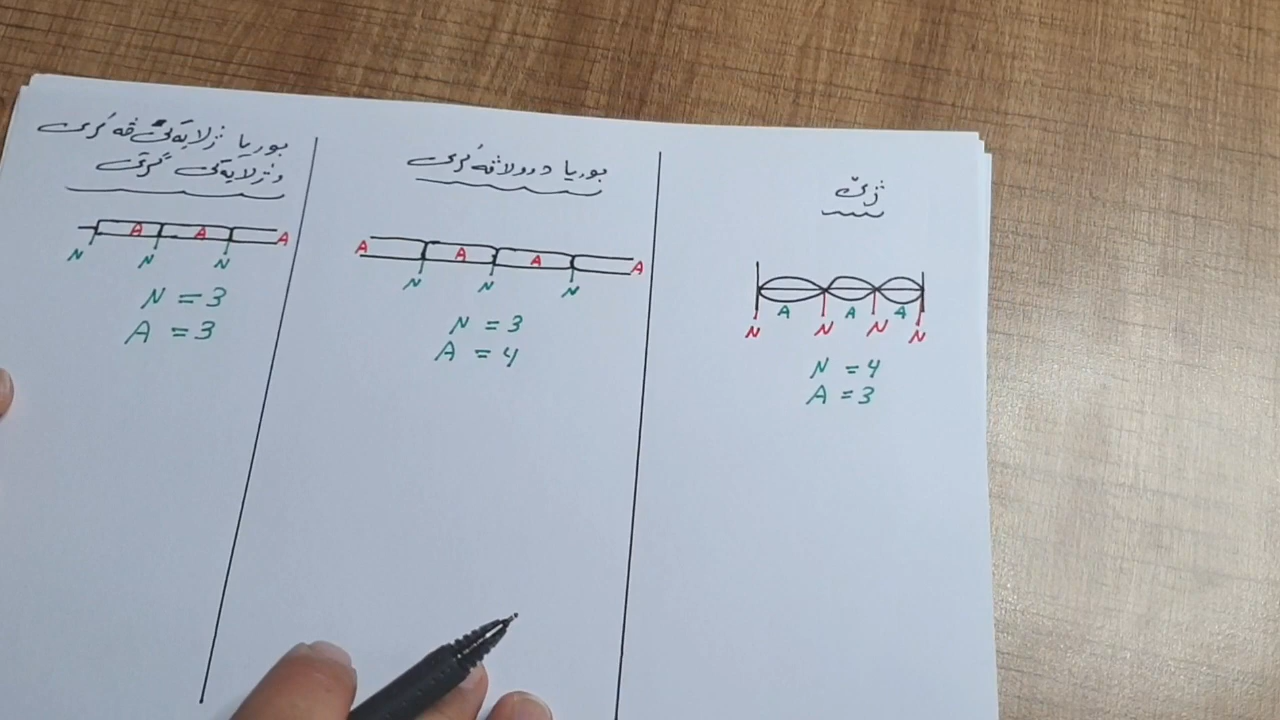 ژێ
N A N A N A N
N = 4
A = 3
بوریا دوولاڤەکری
A A A A
N N N
N = 3
A = 4
بوریا ژلایەکێ ڤەکری
و ژلایەکێ گرتی
A A A
N N N
N = 3
A = 3